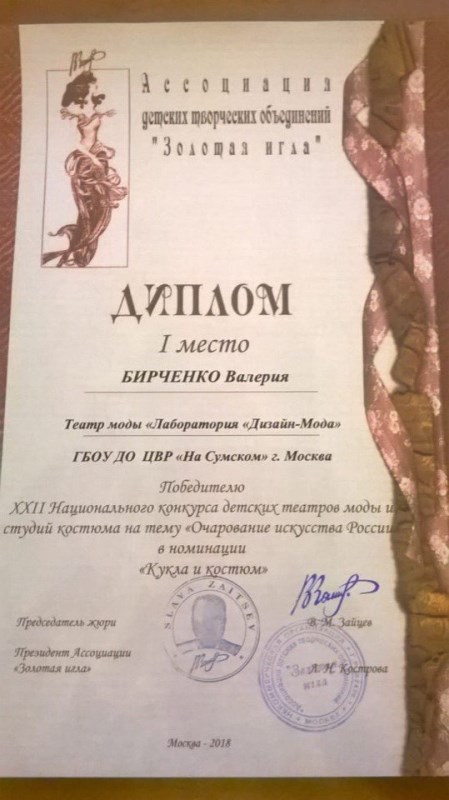 Ассоциация
детских творческих объединений
"Золотая игла"
ДИПЛОМ
I место
БИРЧЕНКО Валерия
Театр моды «Лаборатория «Дизайн-Мода»
ГБОУ ДО ЦВР «На Сумском» г. Москва
Победителю
XXII Национального конкурса детских театров моды и
студий костюма на тему «Очарование искусства России
в номинации
«Кукла и костюм»
SLAVA ZAITSEV
Председатель жюри В. М. Зайцев
Президент Ассоциации
«Золотая игла» Л. Н. Кострова
Москва - 2018